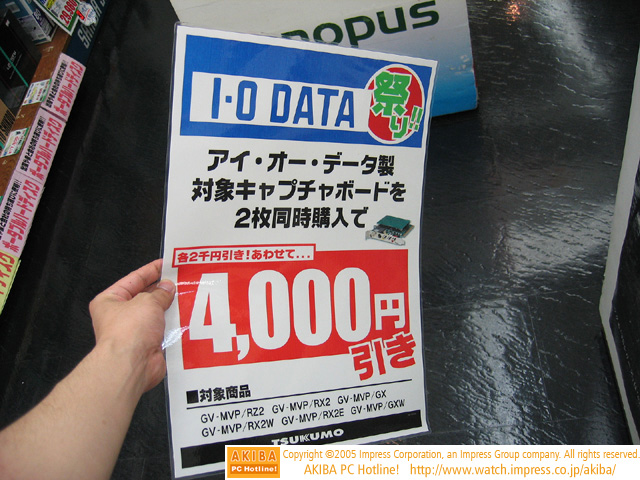 nopus
I·O DATA
祭り!!
アイ・オー・データ製
対象キャプチャボードを
2枚同時購入で
各2千円引き!あわせて...
4,000円
引き
■対象商品
GV-MVP/RZ2 GV-MVP/RX2 GV-MVP/GX
GV-MVP/RX2W GV-MVP/RX2E GV-MVP/GXW
TSUKUMO
AKIBA
PC Hotline!
Copyright ©2005 Impress Corporation, an Impress Group company. All rights reserved.
AKIBA PC Hotline! http://www.watch.impress.co.jp/akiba/